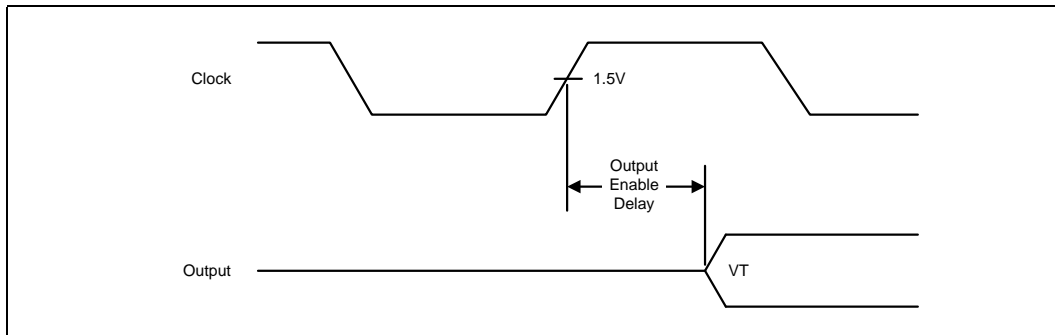 Clock
1.5V
Output
Enable
Delay
Output
VT